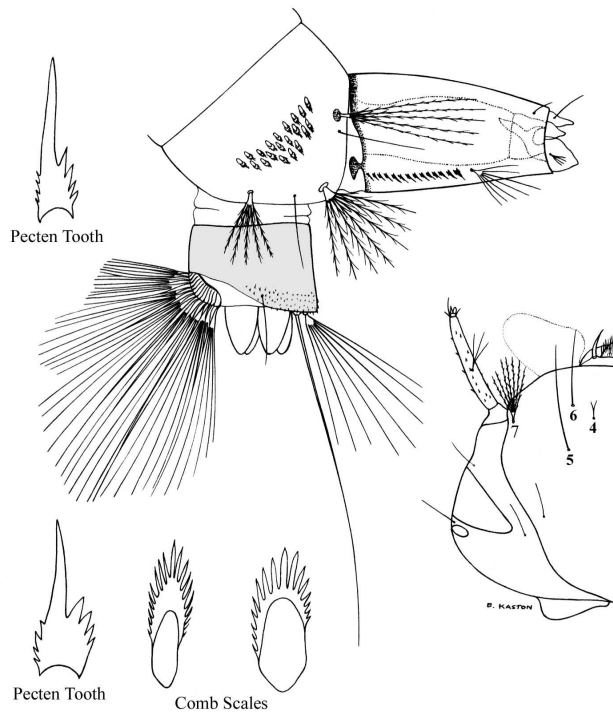 Pecten Tooth
6
4
7
5
E. KASTON
Pecten Tooth
Comb Scales